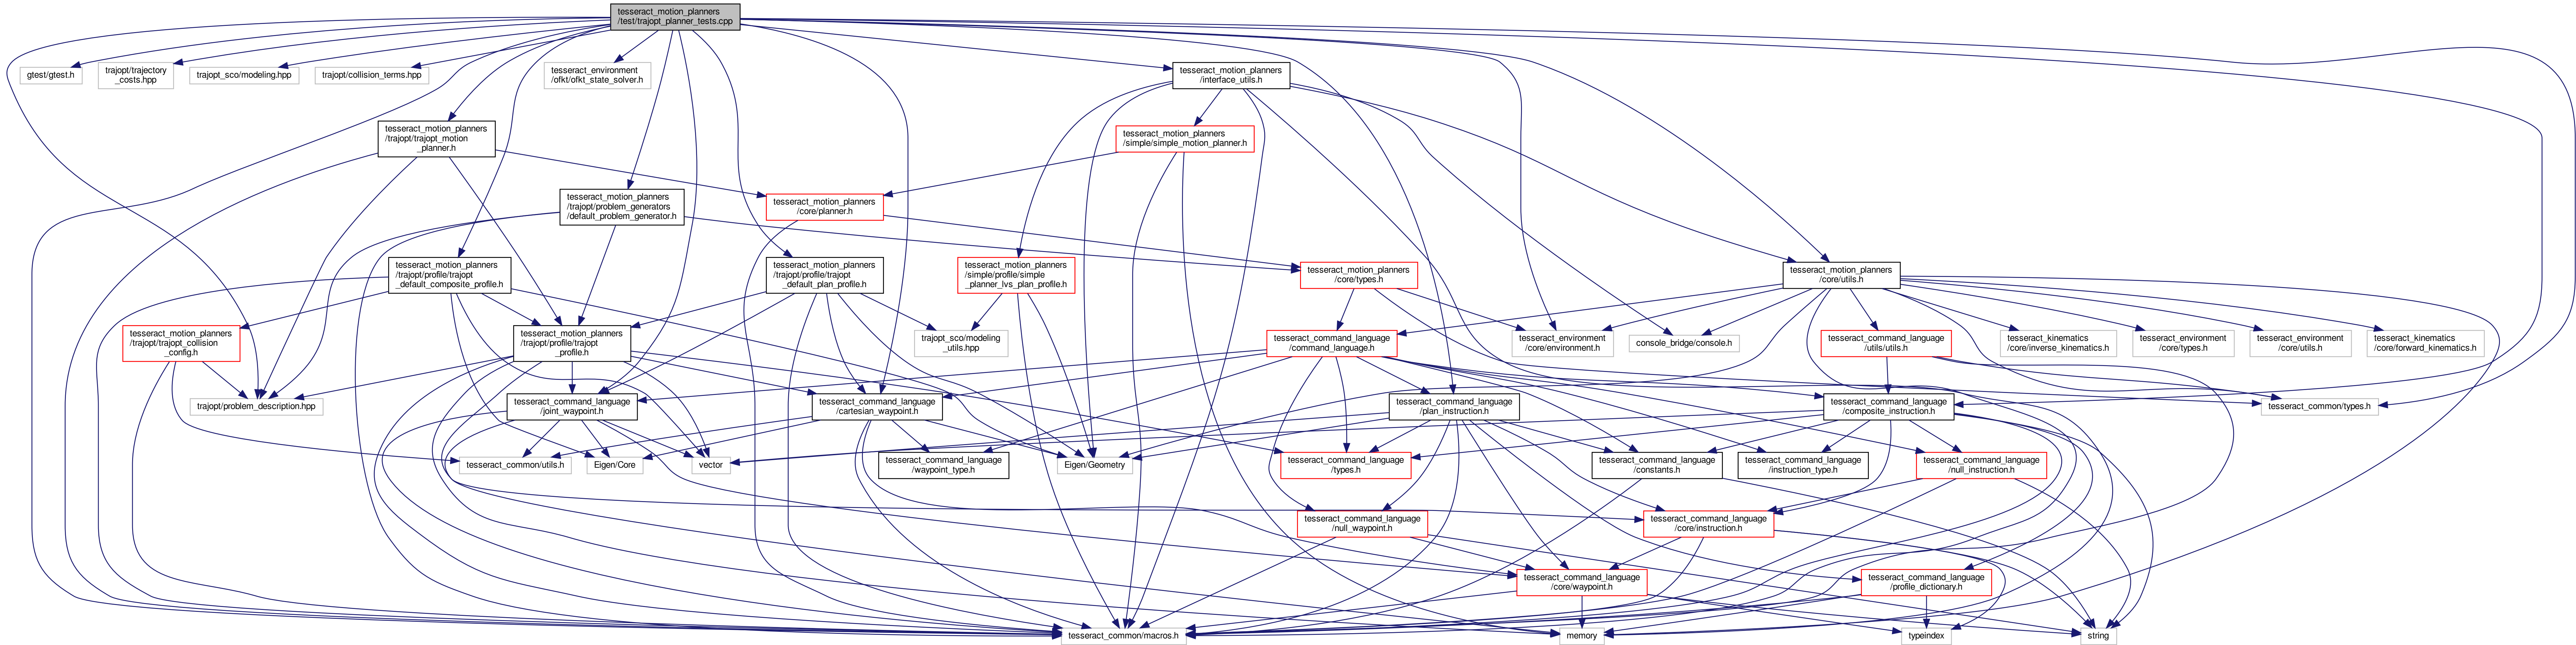 tesseract_motion_planners
/test/trajopt_planner_tests.cpp
gtest/gtest.h
trajopt/trajectory
_costs.hpp
trajopt_sco/modeling.hpp
trajopt/collision_terms.hpp
tesseract_environment
/ofkt/ofkt_state_solver.h
tesseract_motion_planners
/interface_utils.h
tesseract_motion_planners
/trajopt/trajopt_motion
_planner.h
tesseract_motion_planners
/simple/simple_motion_planner.h
tesseract_motion_planners
/trajopt/problem_generators
/default_problem_generator.h
tesseract_motion_planners
/core/planner.h
tesseract_motion_planners
/trajopt/profile/trajopt
_default_composite_profile.h
tesseract_motion_planners
/trajopt/profile/trajopt
_default_plan_profile.h
tesseract_motion_planners
/simple/profile/simple
_planner_lvs_plan_profile.h
tesseract_motion_planners
/core/types.h
tesseract_motion_planners
/core/utils.h
tesseract_motion_planners
/trajopt/trajopt_collision
_config.h
tesseract_motion_planners
/trajopt/profile/trajopt
_profile.h
trajopt_sco/modeling
_utils.hpp
tesseract_command_language
/command_language.h
tesseract_environment
/core/environment.h
console_bridge/console.h
tesseract_command_language
/utils/utils.h
tesseract_kinematics
/core/inverse_kinematics.h
tesseract_environment
/core/types.h
tesseract_environment
/core/utils.h
tesseract_kinematics
/core/forward_kinematics.h
trajopt/problem_description.hpp
tesseract_command_language
/joint_waypoint.h
tesseract_command_language
/cartesian_waypoint.h
tesseract_command_language
/plan_instruction.h
tesseract_command_language
/composite_instruction.h
tesseract_common/types.h
tesseract_common/utils.h
Eigen/Core
vector
tesseract_command_language
/waypoint_type.h
Eigen/Geometry
tesseract_command_language
/types.h
tesseract_command_language
/constants.h
tesseract_command_language
/instruction_type.h
tesseract_command_language
/null_instruction.h
tesseract_command_language
/null_waypoint.h
tesseract_command_language
/core/instruction.h
tesseract_command_language
/core/waypoint.h
tesseract_command_language
/profile_dictionary.h
tesseract_common/macros.h
memory
typeindex
string